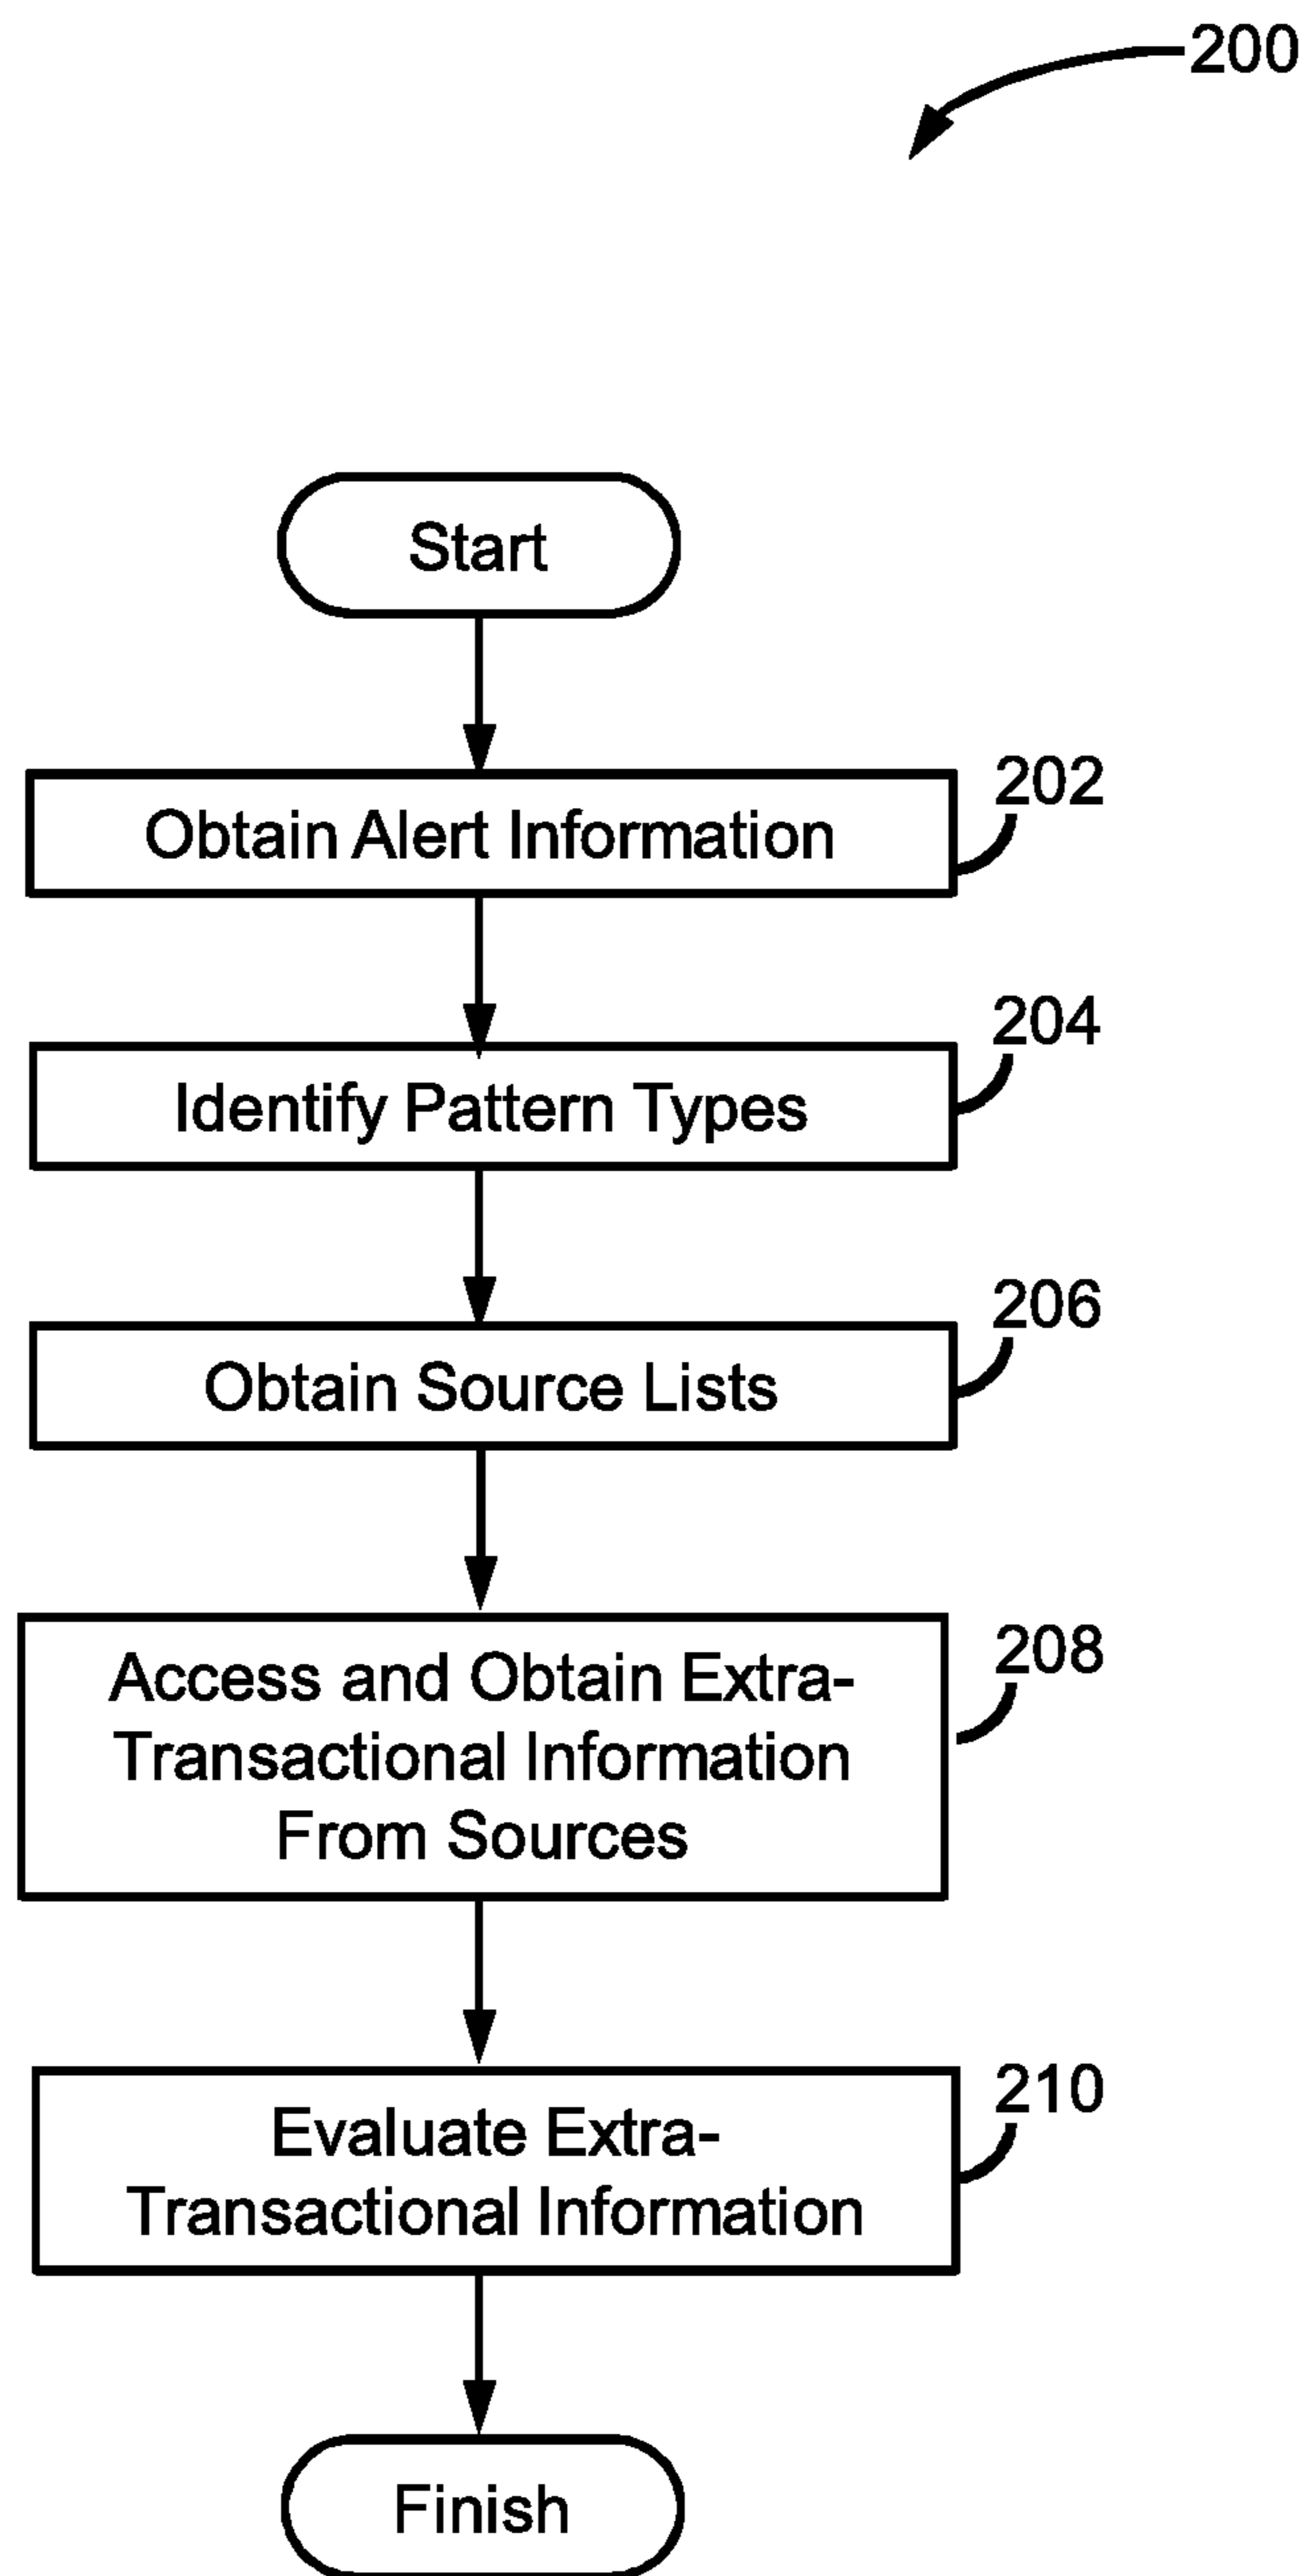 200
Start
202
Obtain Alert Information
204
Identify Pattern Types
206
Obtain Source Lists
208
Access and Obtain Extra-
Transactional Information
From Sources
210
Evaluate Extra-
Transactional Information
Finish